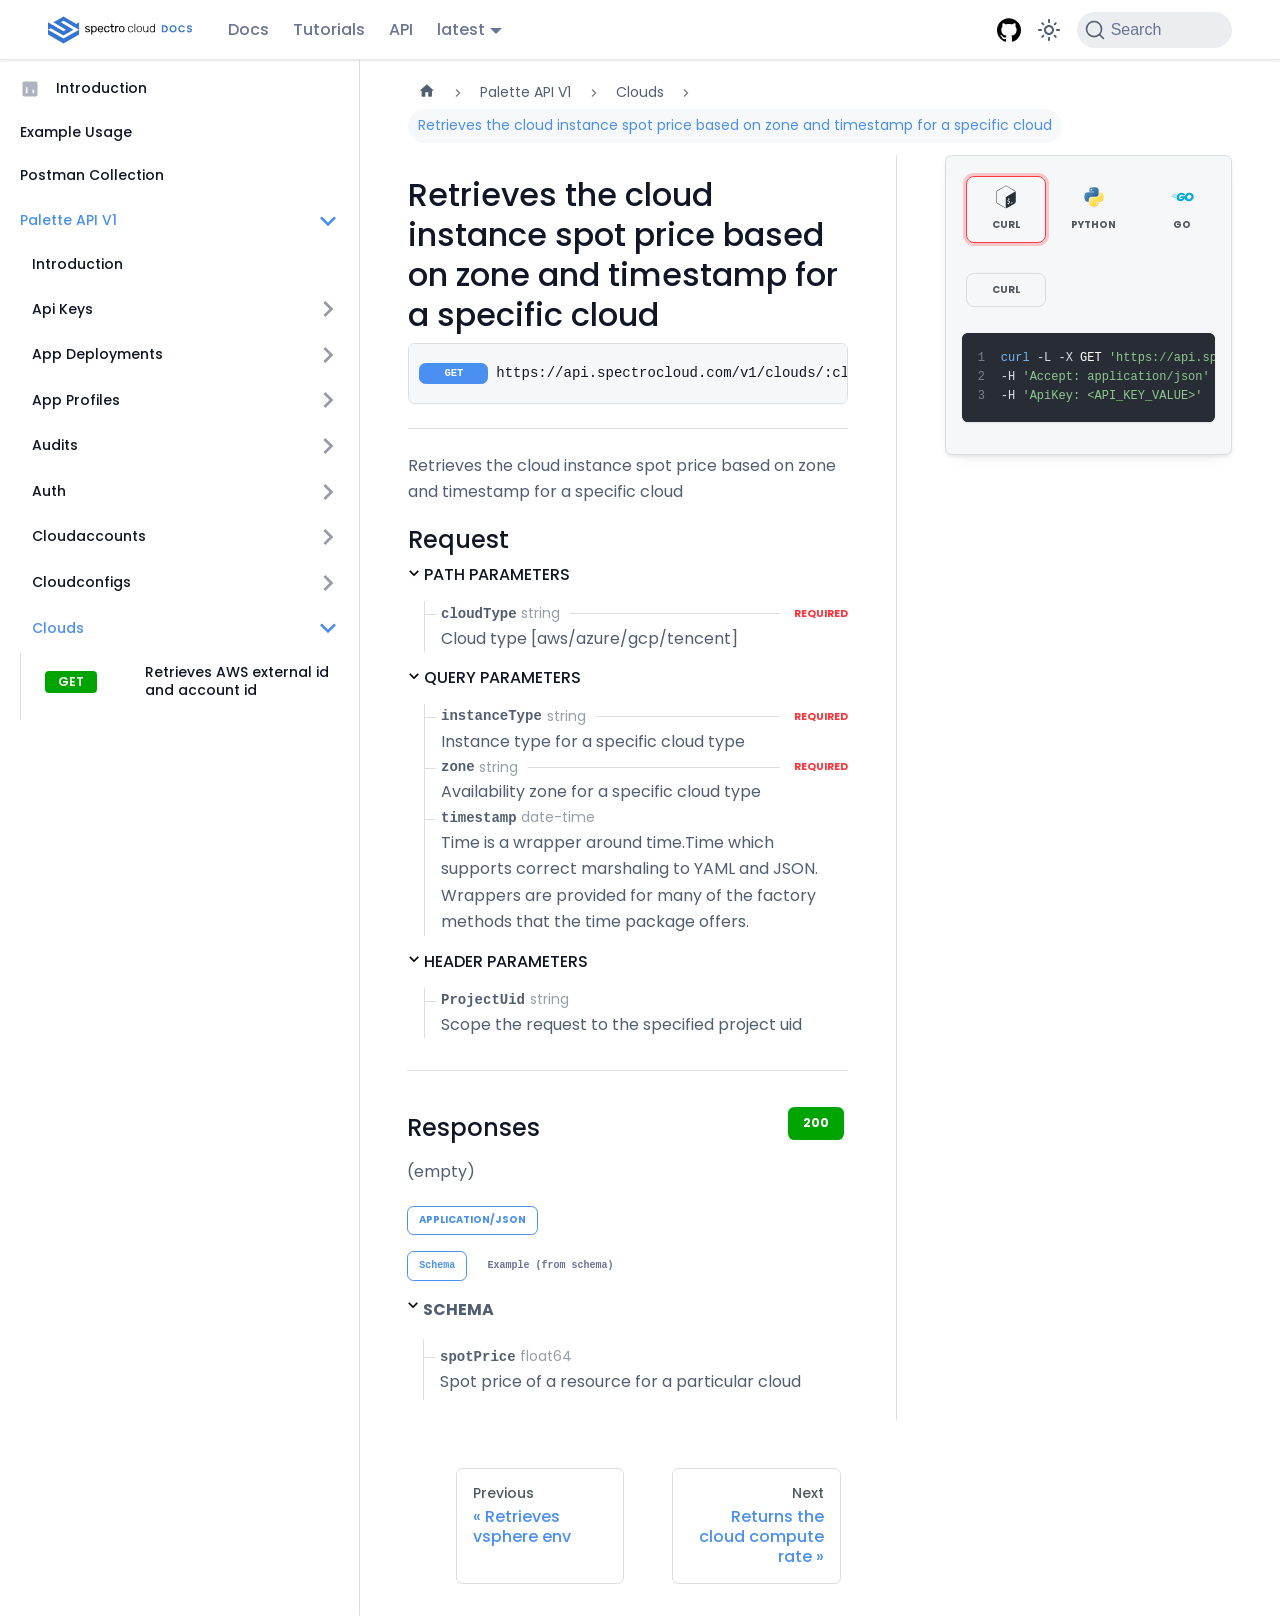 spectro cloud DOCS
Docs
Tutorials
API
latest
Search
Introduction
Example Usage
Postman Collection
Palette API V1
Introduction
Api Keys
App Deployments
App Profiles
Audits
Auth
Cloudaccounts
Cloudconfigs
Clouds
GET
Retrieves AWS external id
and account id
Palette API V1
Clouds
Retrieves the cloud instance spot price based on zone and timestamp for a specific cloud
Retrieves the cloud
instance spot price based
on zone and timestamp for
a specific cloud
GET https://api.spectrocloud.com/v1/clouds/:cl
Retrieves the cloud instance spot price based on zone
and timestamp for a specific cloud
Request
PATH PARAMETERS
cloudType string REQUIRED
Cloud type [aws/azure/gcp/tencent]
QUERY PARAMETERS
instanceType string REQUIRED
Instance type for a specific cloud type
zone string REQUIRED
Availability zone for a specific cloud type
timestamp date-time
Time is a wrapper around time.Time which
supports correct marshaling to YAML and JSON.
Wrappers are provided for many of the factory
methods that the time package offers.
HEADER PARAMETERS
ProjectUid string
Scope the request to the specified project uid
Responses
200
(empty)
APPLICATION/JSON
Schema
Example (from schema)
SCHEMA
spotPrice float64
Spot price of a resource for a particular cloud
CURL
PYTHON
GO
CURL
1 curl -L -X GET 'https://api.sp
2 -H 'Accept: application/json'
3 -H 'ApiKey: <API_KEY_VALUE>'
Previous
« Retrieves
vsphere env
Next
Returns the
cloud compute
rate »